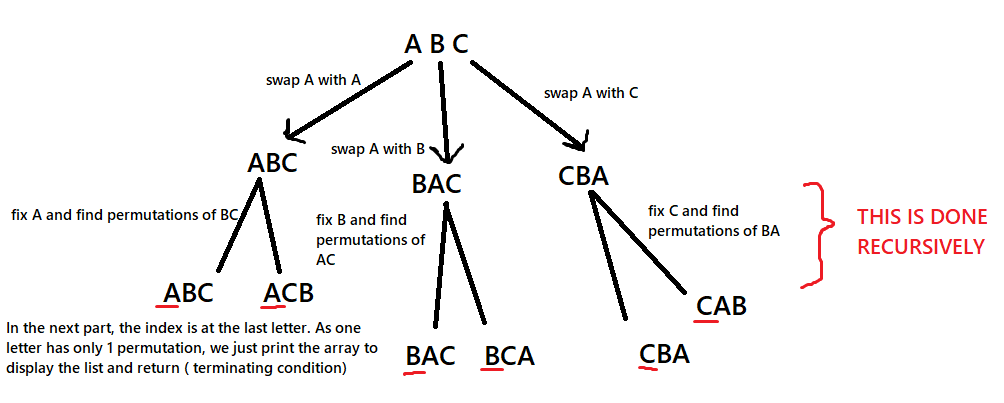 A B C
swap A with A
swap A with C
swap A with B
ABC
BAC
CBA
fix A and find permutations of BC
fix B and find
permutations of
AC
fix C and find
permutations of BA
THIS IS DONE
RECURSIVELY
ABC
ACB
CAB
In the next part, the index is at the last letter. As one
letter has only 1 permutation, we just print the array to
display the list and return ( terminating condition)
BAC
BCA
CBA